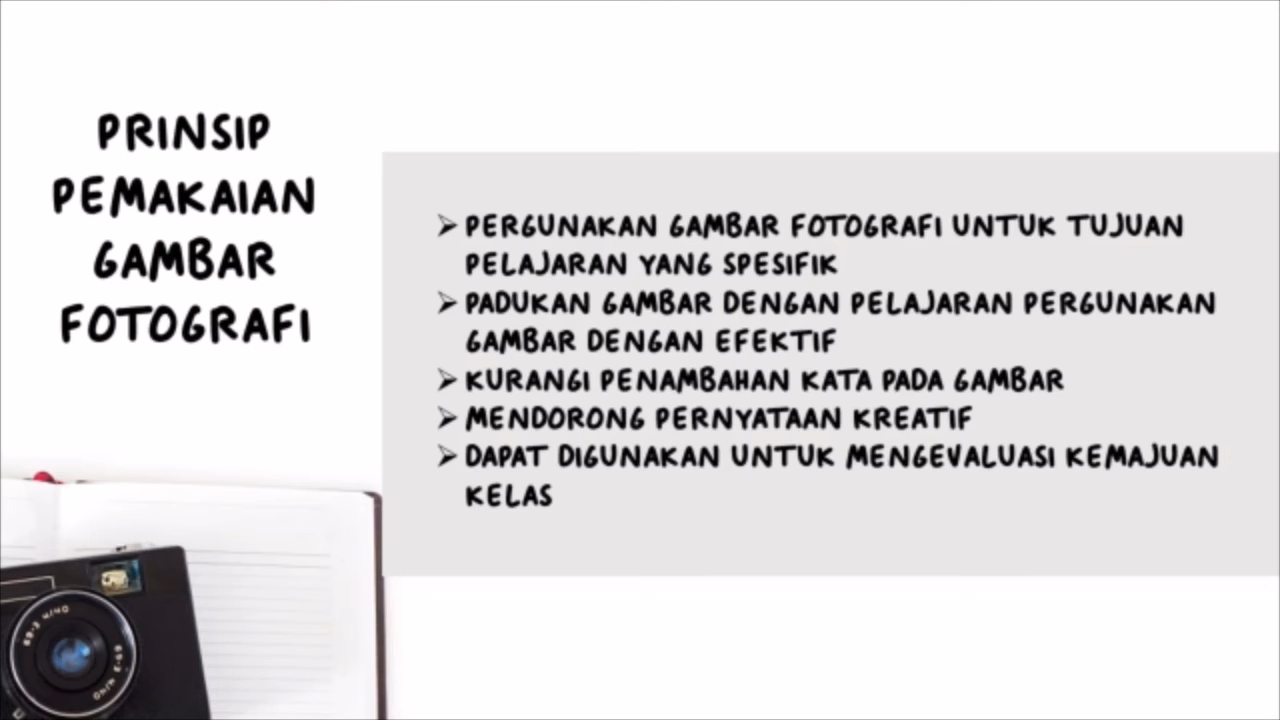 PRINSIP
PEMAKAIAN
GAMBAR
FOTOGRAFI
➢ PERGUNAKAN GAMBAR FOTOGRAFI UNTUK TUJUAN
PELAJARAN YANG SPESIFIK
➢ PADUKAN GAMBAR DENGAN PELAJARAN PERGUNAKAN
GAMBAR DENGAN EFEKTIF
➢ KURANGI PENAMBAHAN KATA PADA GAMBAR
➢ MENDORONG PERNYATAAN KREATIF
➢ DAPAT DIGUNAKAN UNTUK MENGEVALUASI KEMAJUAN
KELAS